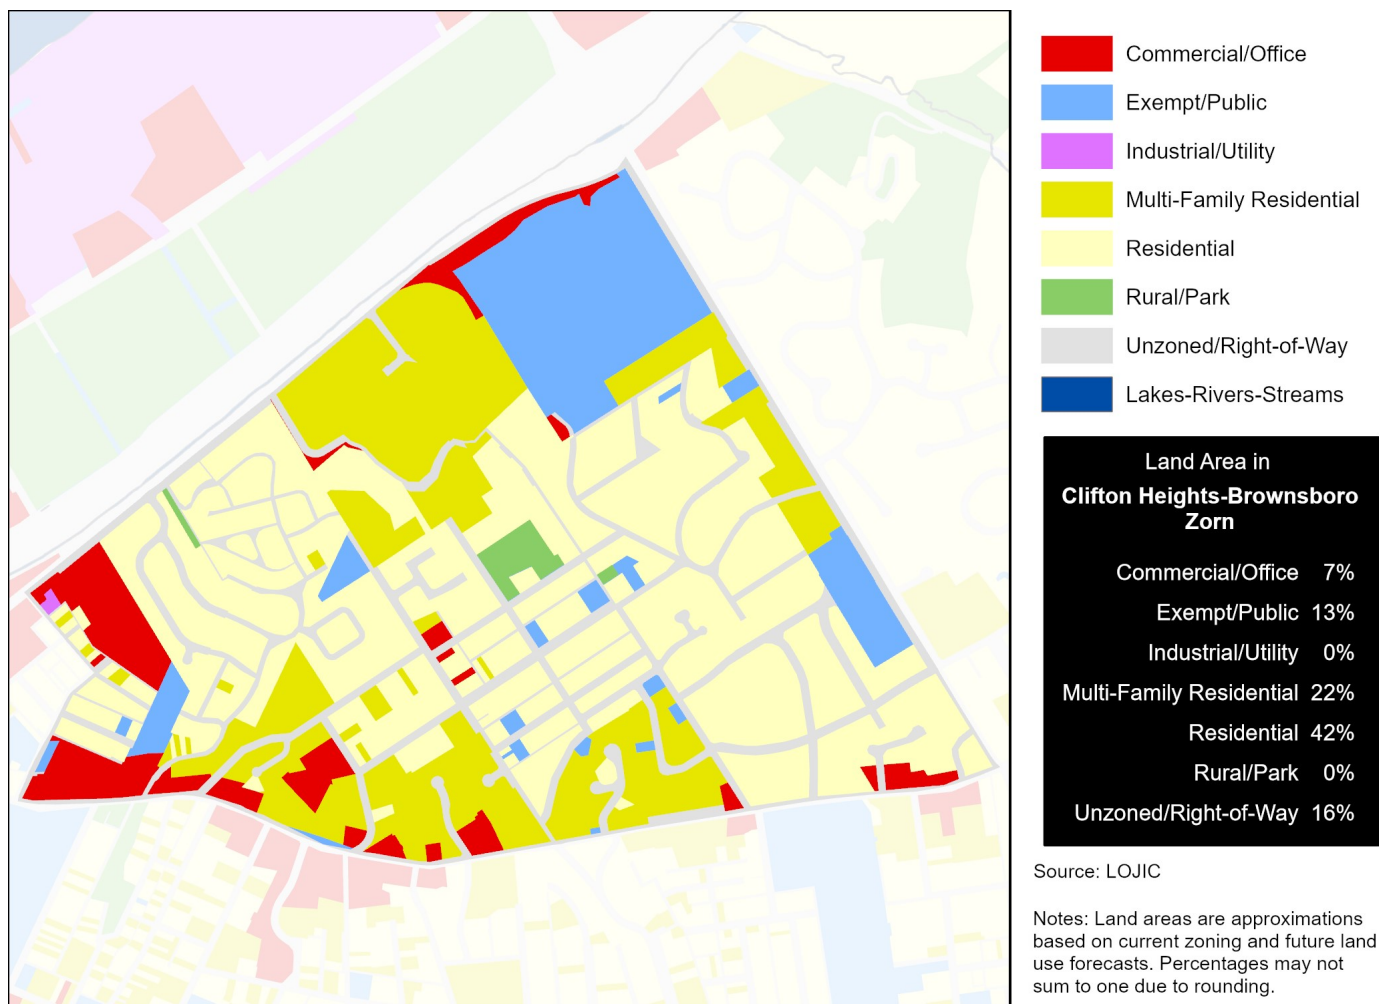 Commercial/Office
Exempt/Public
Industrial/Utility
Multi-Family Residential
Residential
Rural/Park
Unzoned/Right-of-Way
Lakes-Rivers-Streams
Land Area in
Clifton Heights-Brownsboro
Zorn
Commercial/Office 7%
Exempt/Public 13%
Industrial/Utility 0%
Multi-Family Residential 22%
Residential 42%
Rural/Park 0%
Unzoned/Right-of-Way 16%
Source: LOJIC
Notes: Land areas are approximations
based on current zoning and future land
use forecasts. Percentages may not
sum to one due to rounding.